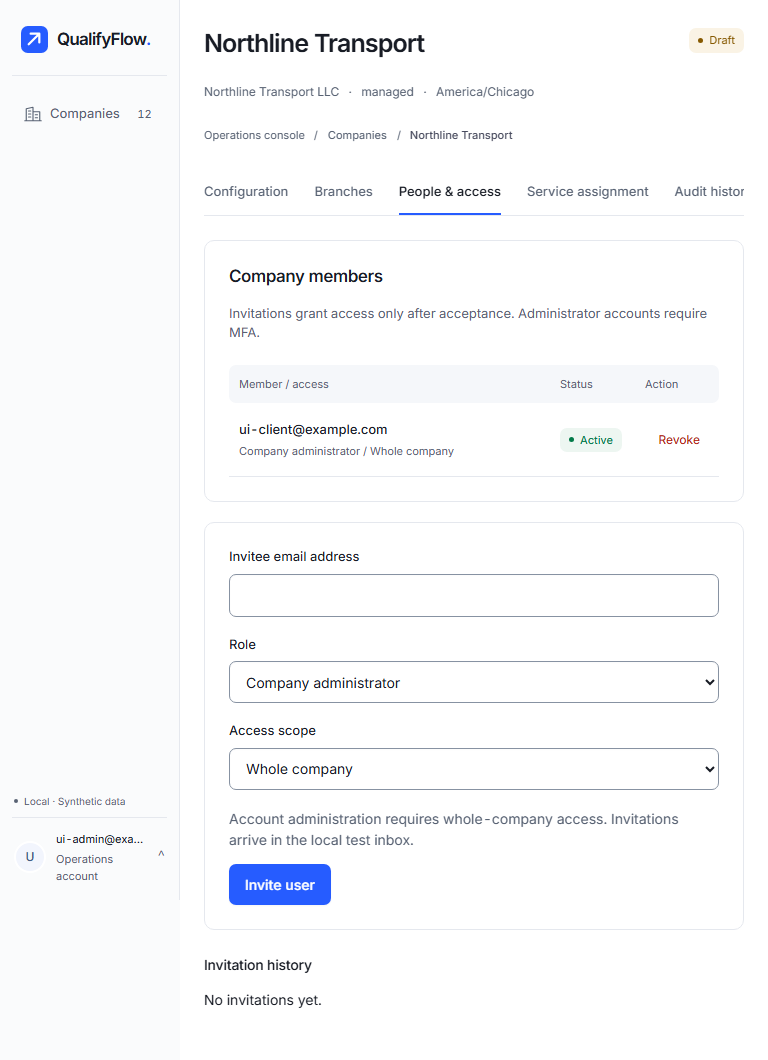 QualifyFlow.
Companies 12
Local · Synthetic data
U
ui-admin@exa...
Operations
account
^
Northline Transport
Draft
Northline Transport LLC · managed · America/Chicago
Operations console / Companies / Northline Transport
Configuration Branches People & access Service assignment Audit histor
Company members
Invitations grant access only after acceptance. Administrator accounts require
MFA.
Member / access Status Action
ui-client@example.com
Company administrator / Whole company
Active
Revoke
Invitee email address
Role
Company administrator
Access scope
Whole company
Account administration requires whole-company access. Invitations
arrive in the local test inbox.
Invite user
Invitation history
No invitations yet.